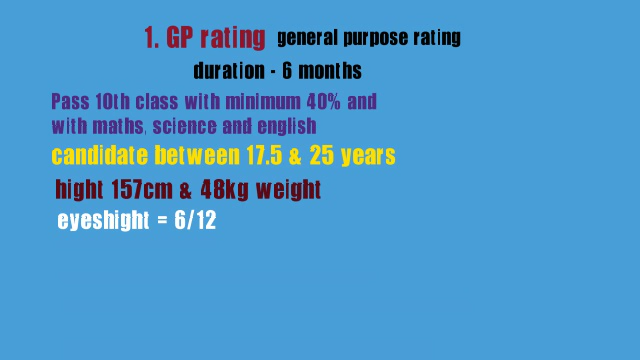 1. GP rating general purpose rating
duration - 6 months
Pass 10th class with minimum 40% and
with maths, science and english
candidate between 17.5 & 25 years
hight 157cm & 48kg weight
eyeshight = 6/12